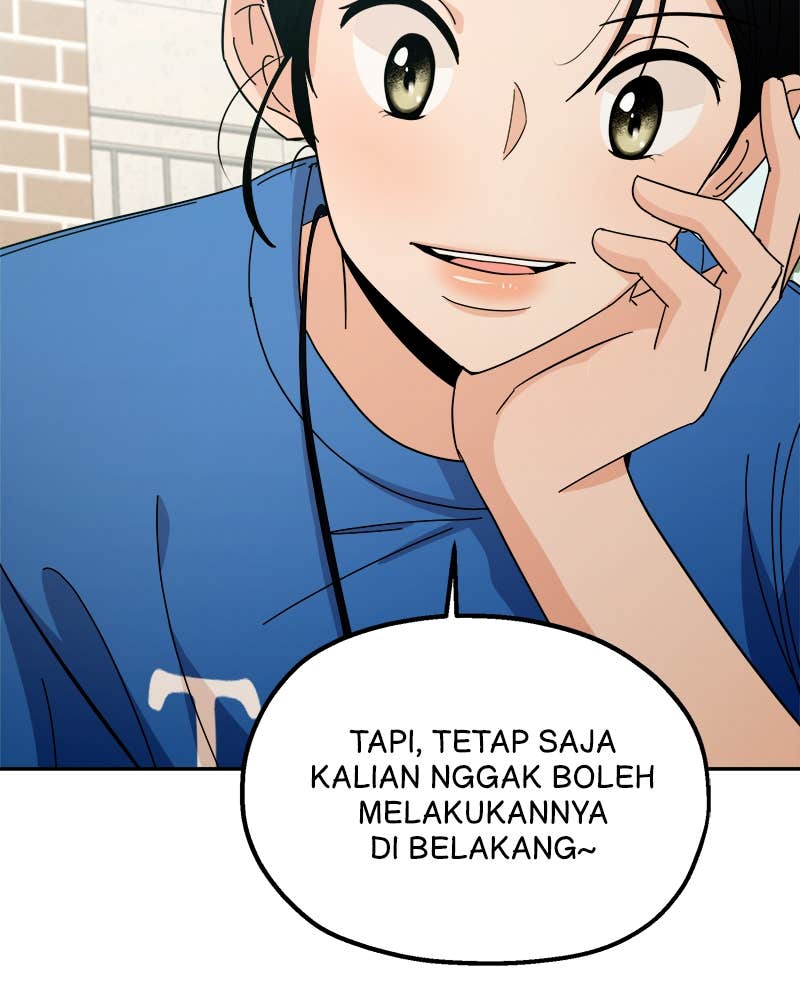 T
TAPI, TETAP SAJA
KALIAN NGGAK BOLEH
MELAKUKANNYA
DI BELAKANG~